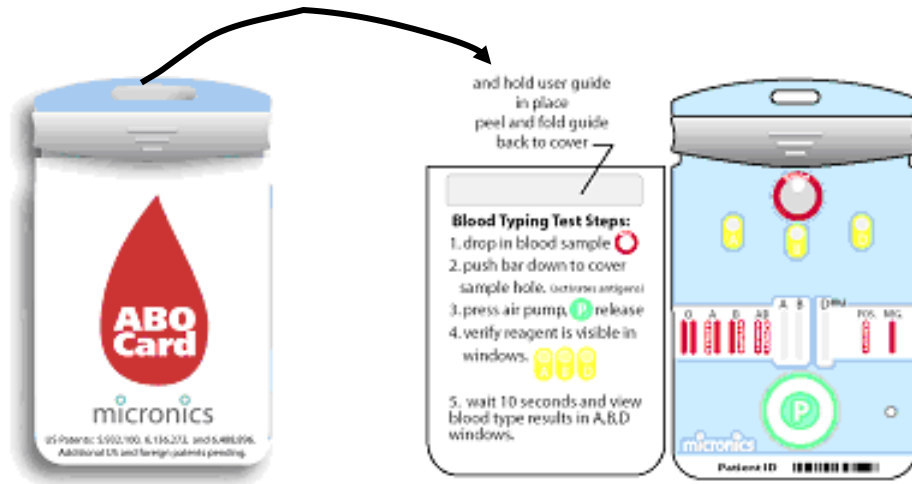 ABO
Card
micronics
US Patents: 5,932,100, 6,136,272, and 6,488,896.
Additional US and foreign patents pending.
and hold user guide
in place
peel and fold guide
back to cover
Blood Typing Test Steps:
1. drop in blood sample
2. push bar down to cover
sample hole. (activates antigens)
3. press air pump, P release
4. verify reagent is visible in
windows. A B D
5. wait 10 seconds and view
blood type results in A,B,D
windows.
A B D
O A B AB A B D POS. NEG.
P
micronics
Patient ID